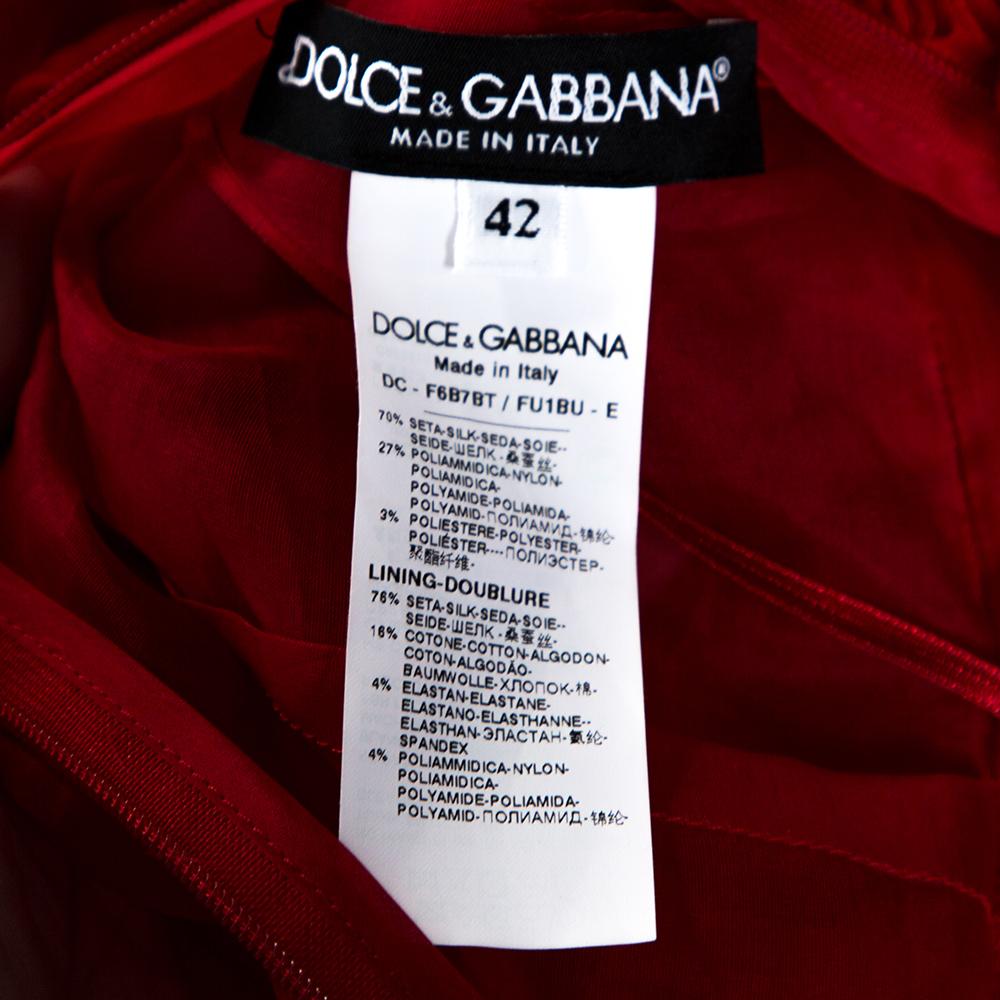 DOLCE & GABBANA®
MADE IN ITALY
42
DOLCE & GABBANA
Made in Italy
DC - F6B7BT / FU1BU - E
70% SETA-SILK-SEDA-SOIE--
SEIDE-ШЕЛК-桑蚕丝-
27% POLIAMMIDICA-NYLON-
POLIAMIDICA-
POLYAMIDE-POLIAMIDA-
POLYAMID-ПОЛИАМИД-锦纶-
3% POLIESTERE-POLYESTER-
POLIÉSTER----ПОЛИЭСТЕР-
聚酯纤维-
LINING-DOUBLURE
76% SETA-SILK-SEDA-SOIE--
SEIDE-ШЕЛК-桑蚕丝-
16% COTONE-COTTON-ALGODON-
COTON-ALGODÃO-
BAUMWOLLE-ХЛОПОК-棉-
4% ELASTAN-ELASTANE-
ELASTANO-ELASTHANNE--
ELASTHAN-ЭЛАСТАН-氨纶-
SPANDEX
4% POLIAMMIDICA-NYLON-
POLIAMIDICA-
POLYAMIDE-POLIAMIDA-
POLYAMID-ПОЛИАМИД-锦纶-